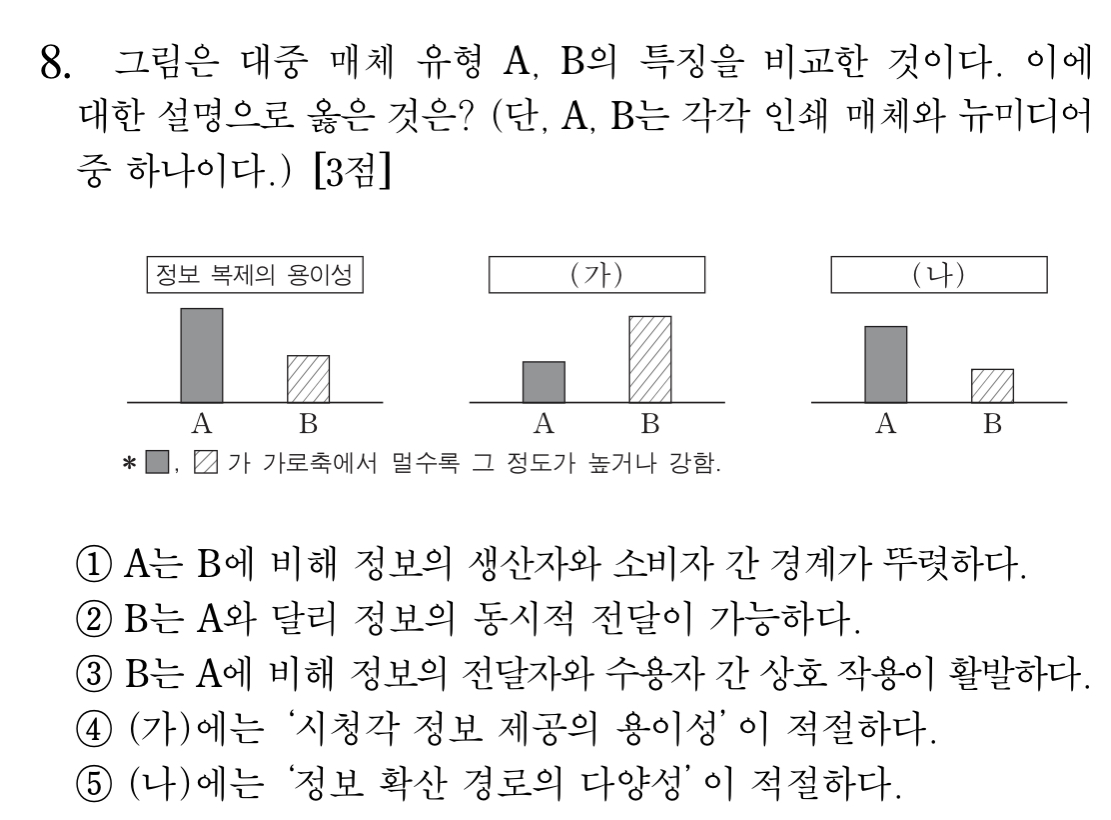 8. 그림은 대중 매체 유형 A, B의 특징을 비교한 것이다. 이에
대한 설명으로 옳은 것은? (단, A, B는 각각 인쇄 매체와 뉴미디어
중 하나이다.) [3점]
정보 복제의 용이성 (가) (나)
A B A B A B
* , 가 가로축에서 멀수록 그 정도가 높거나 강함.
① A는 B에 비해 정보의 생산자와 소비자 간 경계가 뚜렷하다.
② B는 A와 달리 정보의 동시적 전달이 가능하다.
③ B는 A에 비해 정보의 전달자와 수용자 간 상호 작용이 활발하다.
④ (가)에는 ‘시청각 정보 제공의 용이성’이 적절하다.
⑤ (나)에는 ‘정보 확산 경로의 다양성’이 적절하다.